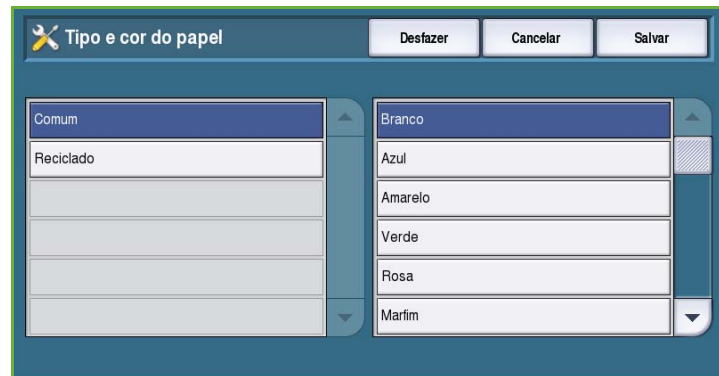 Tipo e cor do papel
Desfazer
Cancelar
Salvar
Comum
Reciclado
Branco
Azul
Amarelo
Verde
Rosa
Marfim